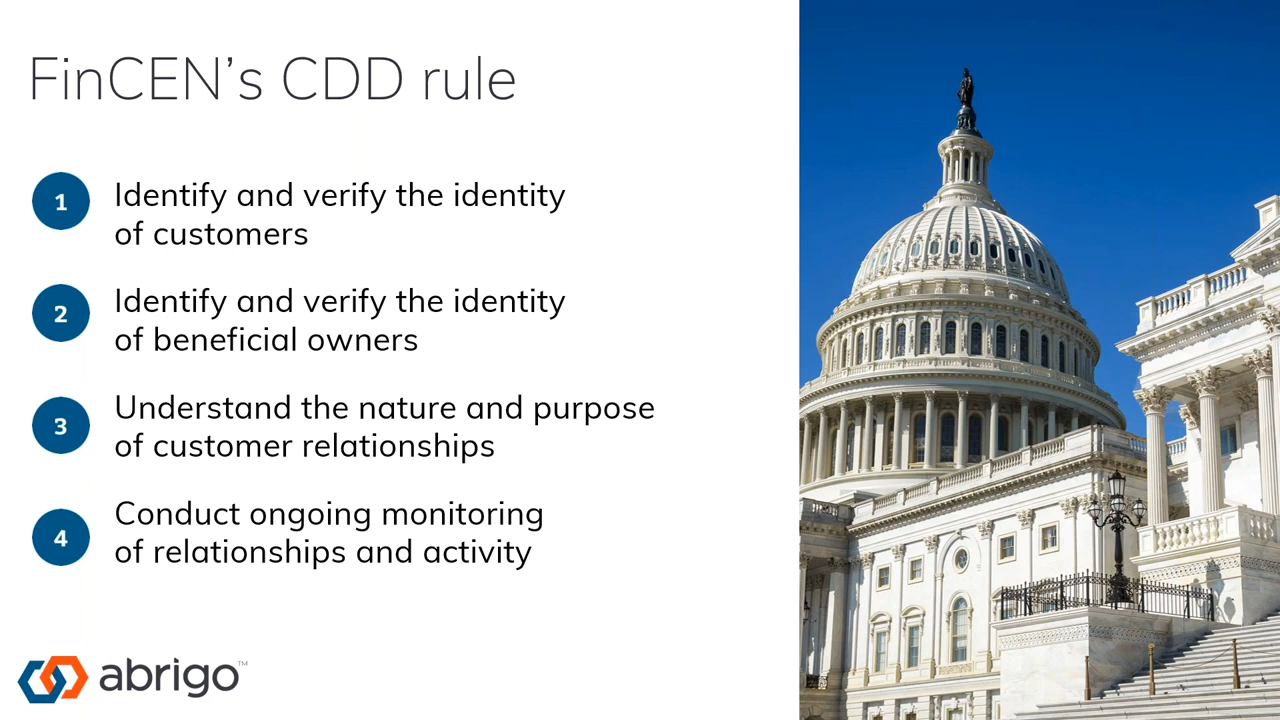 FinCEN’s CDD rule
1
Identify and verify the identity
of customers
2
Identify and verify the identity
of beneficial owners
3
Understand the nature and purpose
of customer relationships
4
Conduct ongoing monitoring
of relationships and activity
abrigo™